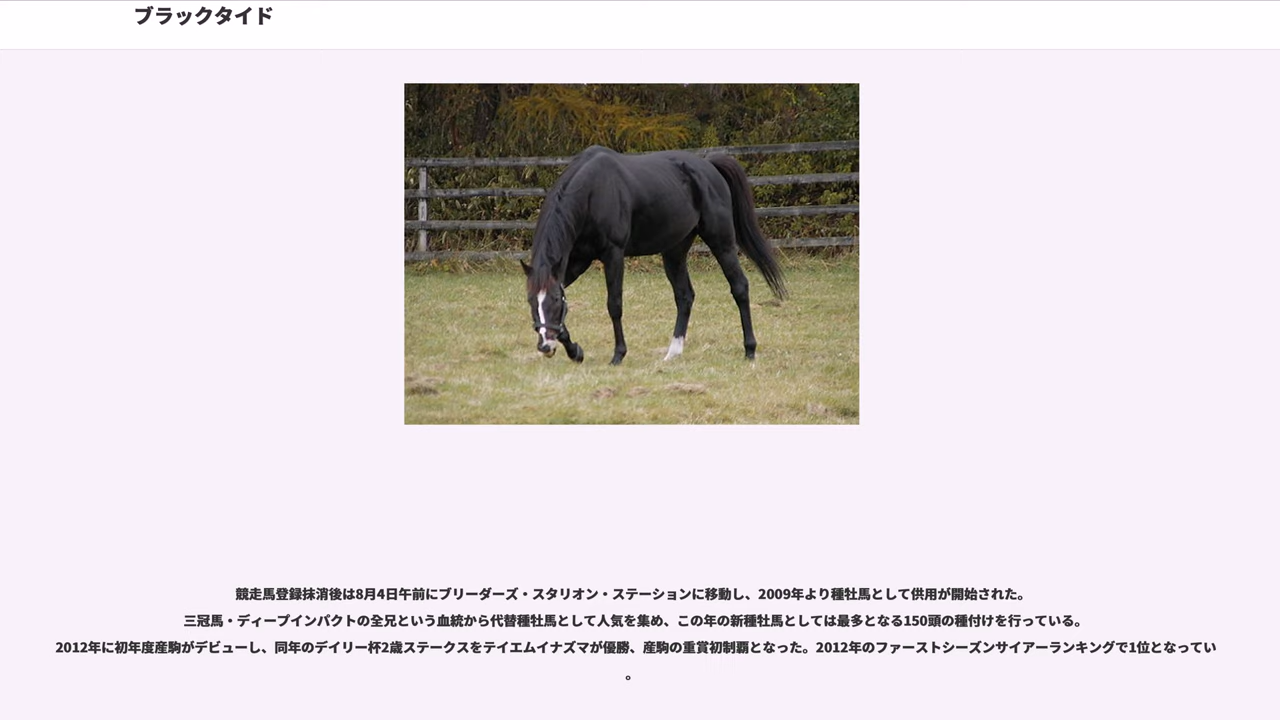 ブラックタイド
競走馬登録抹消後は8月4日午前にブリーダーズ・スタリオン・ステーションに移動し、2009年より種牡馬として供用が開始された。
三冠馬・ディープインパクトの全兄という血統から代替種牡馬として人気を集め、この年の新種牡馬としては最多となる150頭の種付けを行っている。
2012年に初年度産駒がデビューし、同年のデイリー杯2歳ステークスをテイエムイナズマが優勝、産駒の重賞初制覇となった。2012年のファーストシーズンサイアーランキングで1位となってい
。